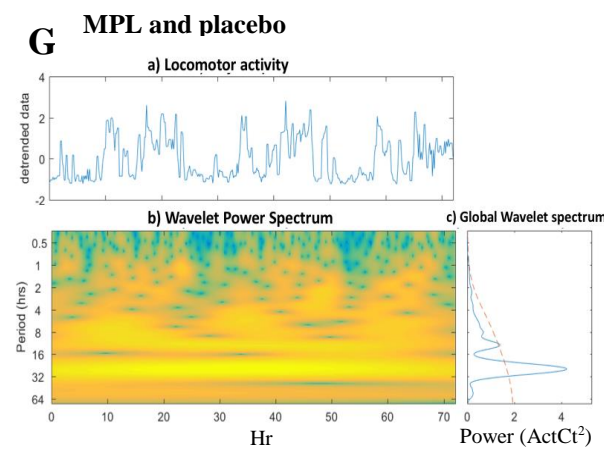 G MPL and placebo
a) Locomotor activity
detrended data
4
2
0
-2
b) Wavelet Power Spectrum
c) Global Wavelet spectrum
Period (hrs)
0.5
1
2
4
8
16
32
64
0 10 20 30 40 50 60 70
Hr
0 2 4
Power (ActCt²)